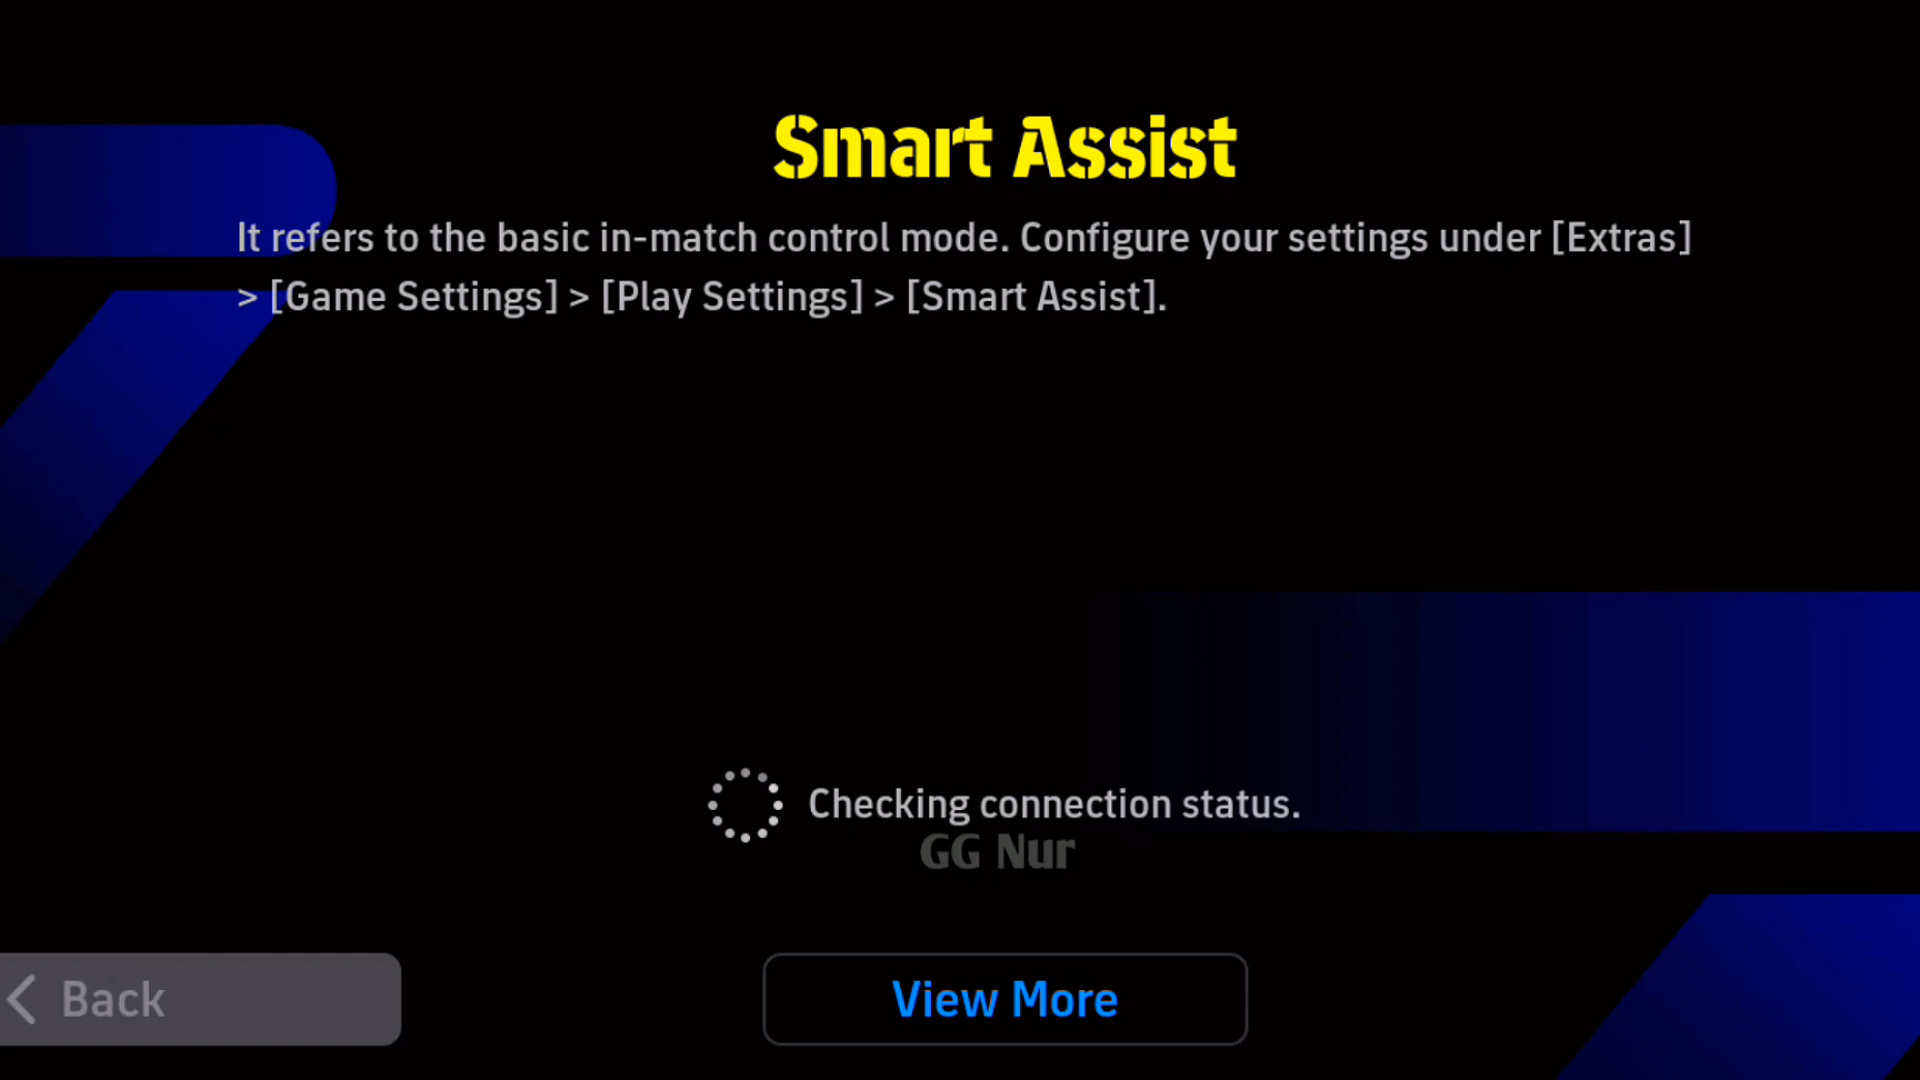 Smart Assist
It refers to the basic in-match control mode. Configure your settings under [Extras]
> [Game Settings] > [Play Settings] > [Smart Assist].
Checking connection status.
GG Nur
Back
View More